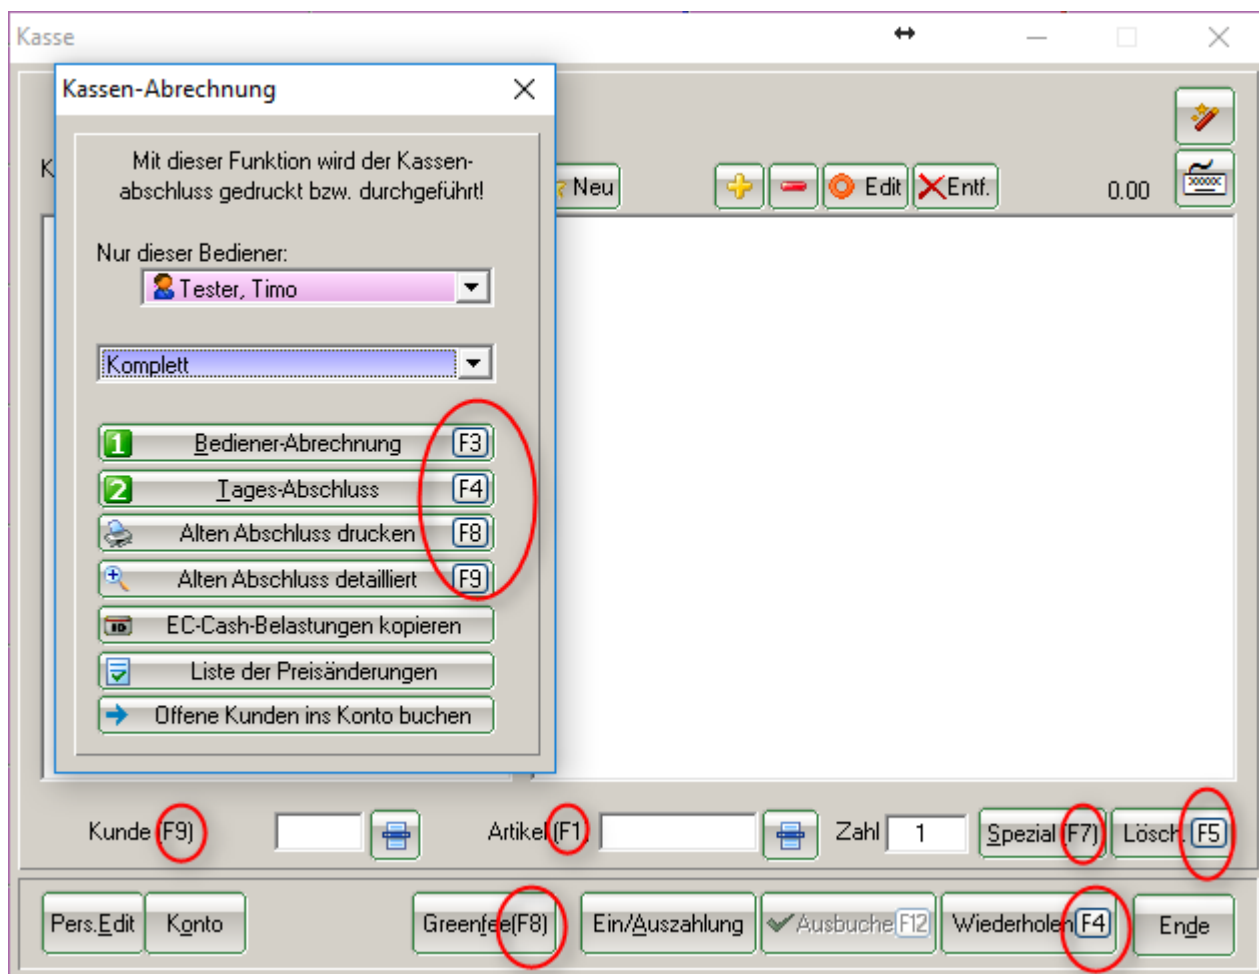 Kasse
Kassen-Abrechnung
Mit dieser Funktion wird der Kassen-
abschluss gedruckt bzw. durchgeführt!
Nur dieser Bediener:
Tester, Timo
Komplett
1 Bediener-Abrechnung F3
2 Tages-Abschluss F4
Alten Abschluss drucken F8
Alten Abschluss detailliert F9
EC-Cash-Belastungen kopieren
Liste der Preisänderungen
Offene Kunden ins Konto buchen
K
Neu
Edit
Entf.
0.00
Kunde (F9)
Artikel (F1)
Zahl 1
Spezial (F7)
Lösch. F5
Pers.Edit
Konto
Greenfee(F8)
Ein/Auszahlung
Ausbuche F12
Wiederholen F4
Ende